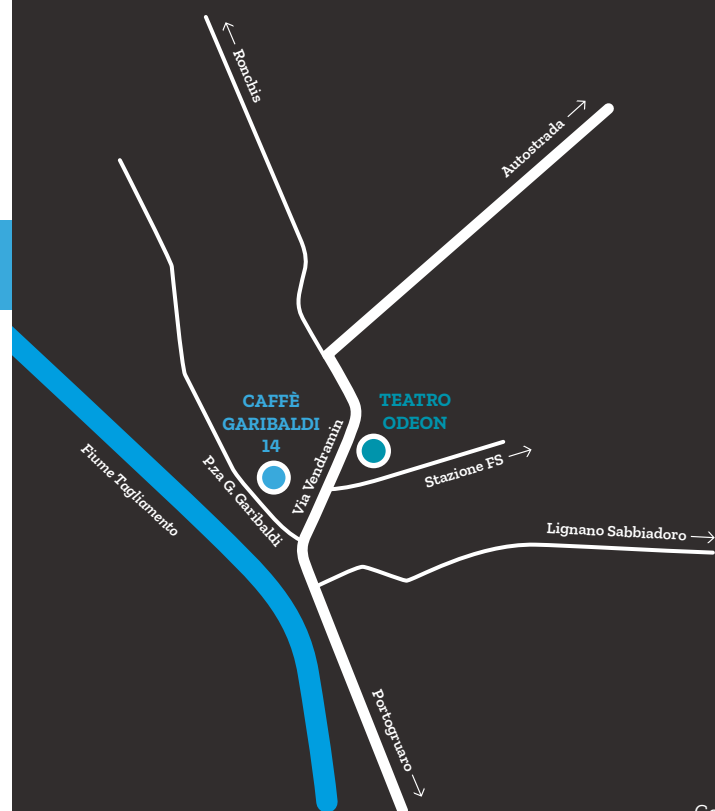 Ronchis
Autostrada
CAFFÈ
GARIBALDI
14
TEATRO
ODEON
Via Vendramin
P.za G. Garibaldi
Stazione FS
Fiume Tagliamento
Lignano Sabbiadoro
Portogruaro